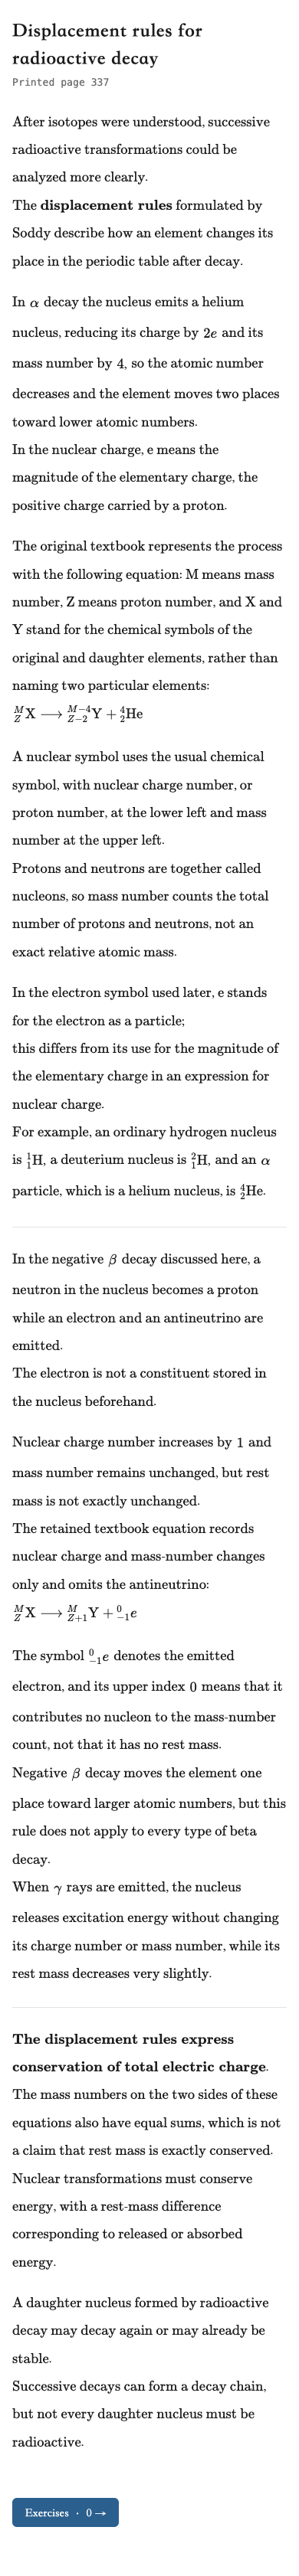 Displacement rules for
radioactive decay
Printed page 337
After isotopes were understood, successive
radioactive transformations could be
analyzed more clearly.
The displacement rules formulated by
Soddy describe how an element changes its
place in the periodic table after decay.
In α decay the nucleus emits a helium
nucleus, reducing its charge by 2e and its
mass number by 4, so the atomic number
decreases and the element moves two places
toward lower atomic numbers.
In the nuclear charge, e means the
magnitude of the elementary charge, the
positive charge carried by a proton.
The original textbook represents the process
with the following equation: M means mass
number, Z means proton number, and X and
Y stand for the chemical symbols of the
original and daughter elements, rather than
naming two particular elements:
$^{M}_{Z}$X ⟶ $^{M-4}_{Z-2}$Y + $^{4}_{2}$He
A nuclear symbol uses the usual chemical
symbol, with nuclear charge number, or
proton number, at the lower left and mass
number at the upper left.
Protons and neutrons are together called
nucleons, so mass number counts the total
number of protons and neutrons, not an
exact relative atomic mass.
In the electron symbol used later, e stands
for the electron as a particle;
this differs from its use for the magnitude of
the elementary charge in an expression for
nuclear charge.
For example, an ordinary hydrogen nucleus
is $^{1}_{1}$H, a deuterium nucleus is $^{2}_{1}$H, and an α
particle, which is a helium nucleus, is $^{4}_{2}$He.
In the negative β decay discussed here, a
neutron in the nucleus becomes a proton
while an electron and an antineutrino are
emitted.
The electron is not a constituent stored in
the nucleus beforehand.
Nuclear charge number increases by 1 and
mass number remains unchanged, but rest
mass is not exactly unchanged.
The retained textbook equation records
nuclear charge and mass-number changes
only and omits the antineutrino:
$^{M}_{Z}$X ⟶ $^{M}_{Z+1}$Y + $^{0}_{-1}$e
The symbol $^{0}_{-1}$e denotes the emitted
electron, and its upper index 0 means that it
contributes no nucleon to the mass-number
count, not that it has no rest mass.
Negative β decay moves the element one
place toward larger atomic numbers, but this
rule does not apply to every type of beta
decay.
When γ rays are emitted, the nucleus
releases excitation energy without changing
its charge number or mass number, while its
rest mass decreases very slightly.
The displacement rules express
conservation of total electric charge.
The mass numbers on the two sides of these
equations also have equal sums, which is not
a claim that rest mass is exactly conserved.
Nuclear transformations must conserve
energy, with a rest-mass difference
corresponding to released or absorbed
energy.
A daughter nucleus formed by radioactive
decay may decay again or may already be
stable.
Successive decays can form a decay chain,
but not every daughter nucleus must be
radioactive.
Exercises · 0 →